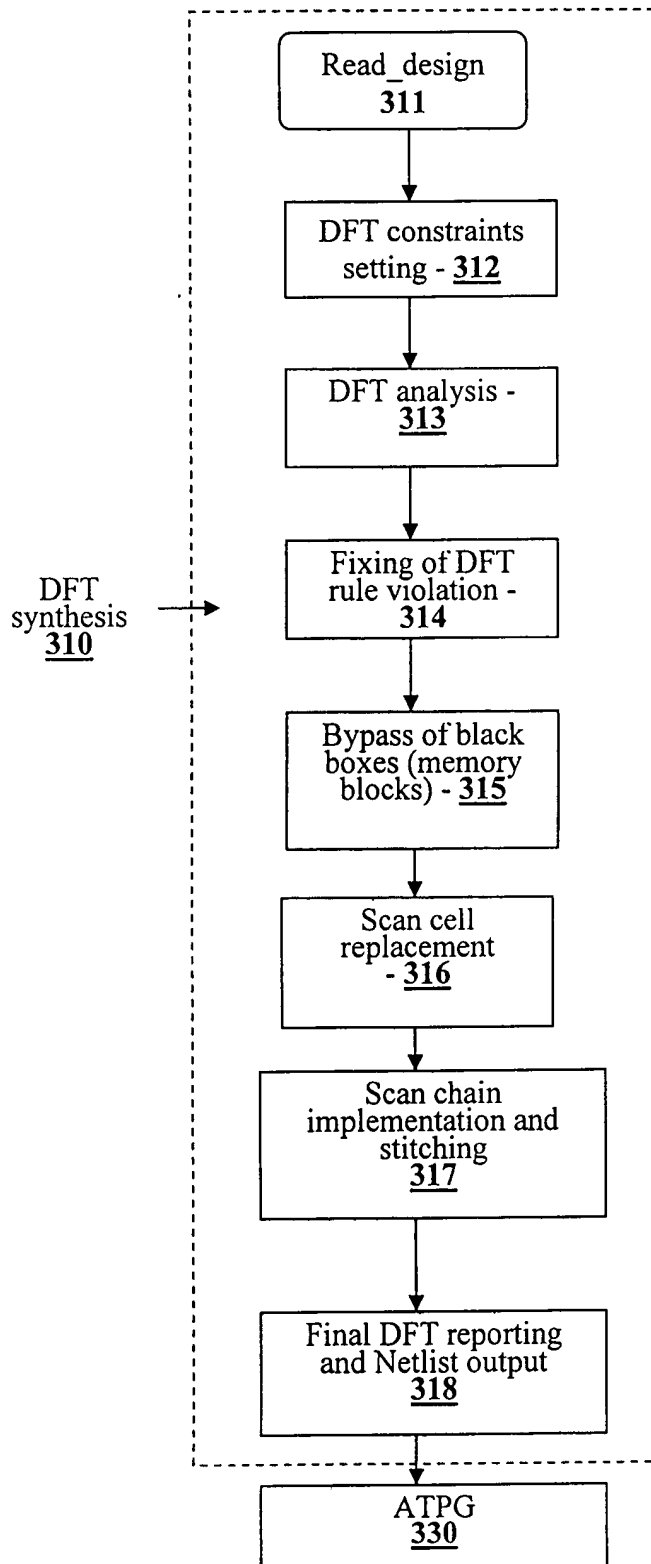 Read_design
311
DFT constraints
setting - 312
DFT analysis -
313
Fixing of DFT
rule violation -
314
DFT
synthesis
310
Bypass of black
boxes (memory
blocks) - 315
Scan cell
replacement
- 316
Scan chain
implementation and
stitching
317
Final DFT reporting
and Netlist output
318
ATPG
330